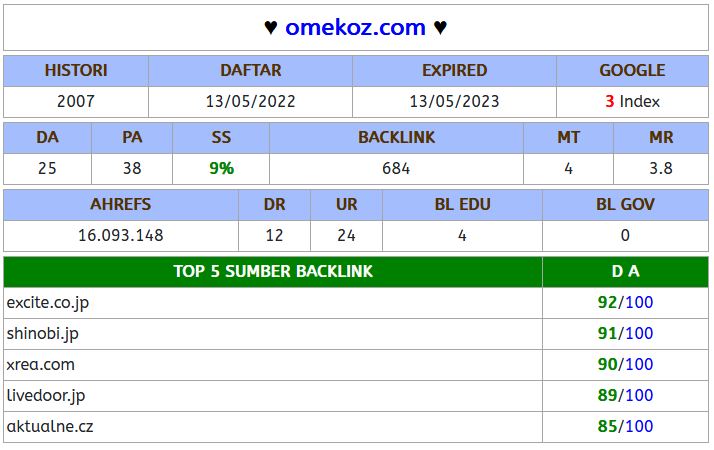 ♥ omekoz.com ♥
HISTORI DAFTAR EXPIRED GOOGLE
2007 13/05/2022 13/05/2023 3 Index
DA PA SS BACKLINK MT MR
25 38 9% 684 4 3.8
AHREFS DR UR BL EDU BL GOV
16.093.148 12 24 4 0
TOP 5 SUMBER BACKLINK D A
excite.co.jp 92/100
shinobi.jp 91/100
xrea.com 90/100
livedoor.jp 89/100
aktualne.cz 85/100